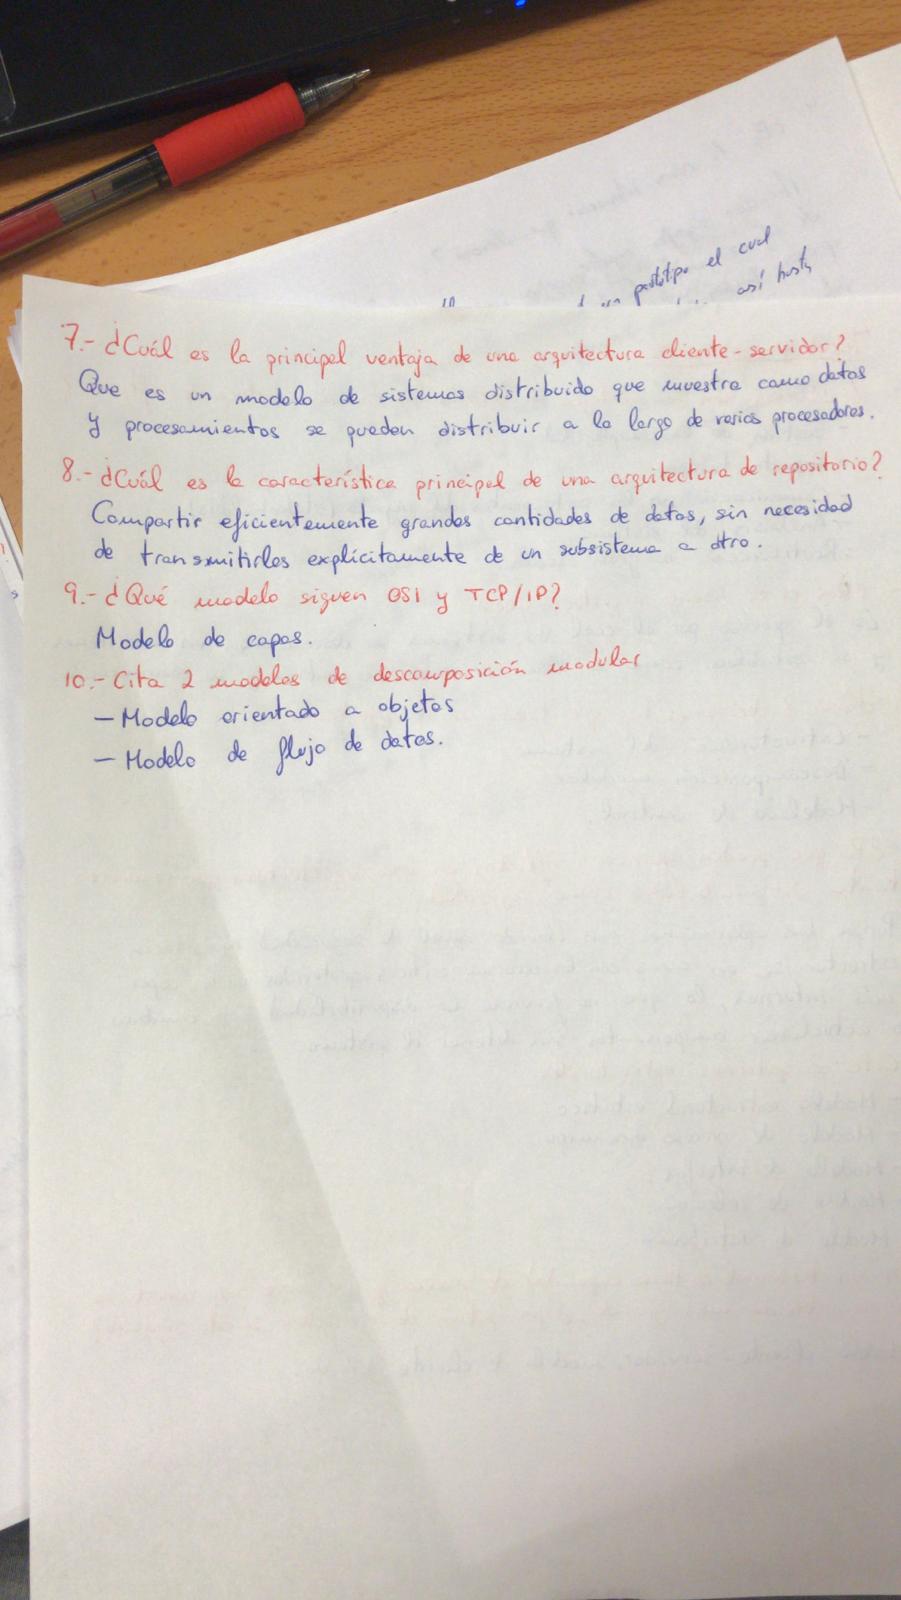 prototipo el cual
así hasta
7.- ¿Cuál es la principal ventaja de una arquitectura cliente-servidor?
Que es un modelo de sistemas distribuido que muestra como datos
y procesamientos se pueden distribuir a lo largo de varios procesadores.
8.- ¿Cuál es la característica principal de una arquitectura de repositorio?
Compartir eficientemente grandes cantidades de datos, sin necesidad
de transmitirles explícitamente de un subsistema a otro.
9.- ¿Qué modelo siguen OSI y TCP/IP?
Modelo de capas.
10.- Cita 2 modelos de descomposición modular
- Modelo orientado a objetos
- Modelo de flujo de datos.